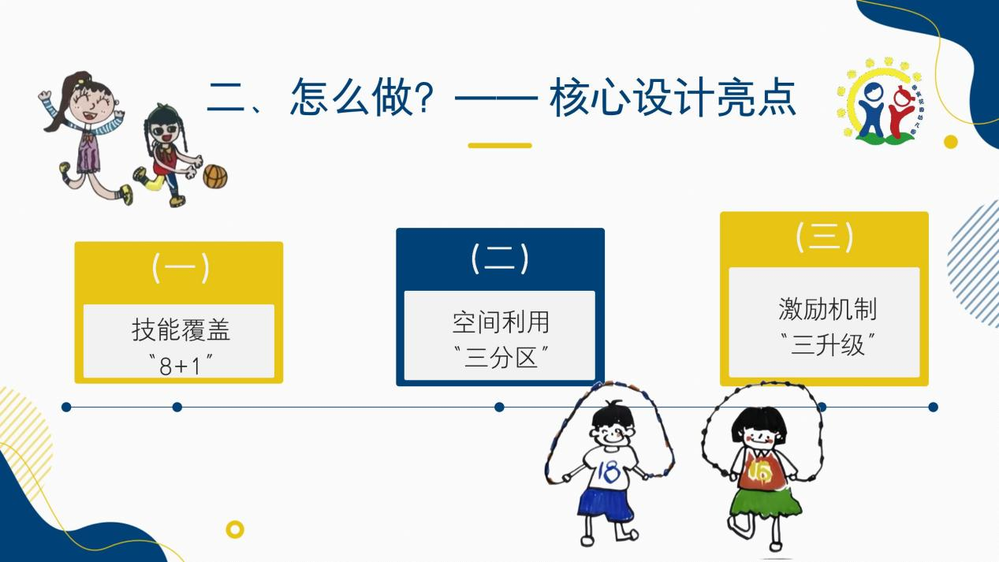 二、怎么做？—— 核心设计亮点
(一)
技能覆盖
“8+1”
(二)
空间利用
“三分区”
(三)
激励机制
“三升级”
18
16